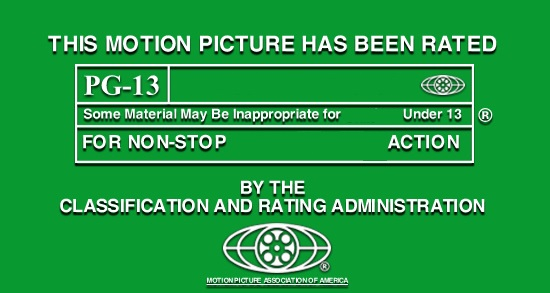 THIS MOTION PICTURE HAS BEEN RATED
PG-13
Some Material May Be Inappropriate for Under 13 ®
FOR NON-STOP ACTION
BY THE
CLASSIFICATION AND RATING ADMINISTRATION
®
MOTION PICTURE ASSOCIATION OF AMERICA